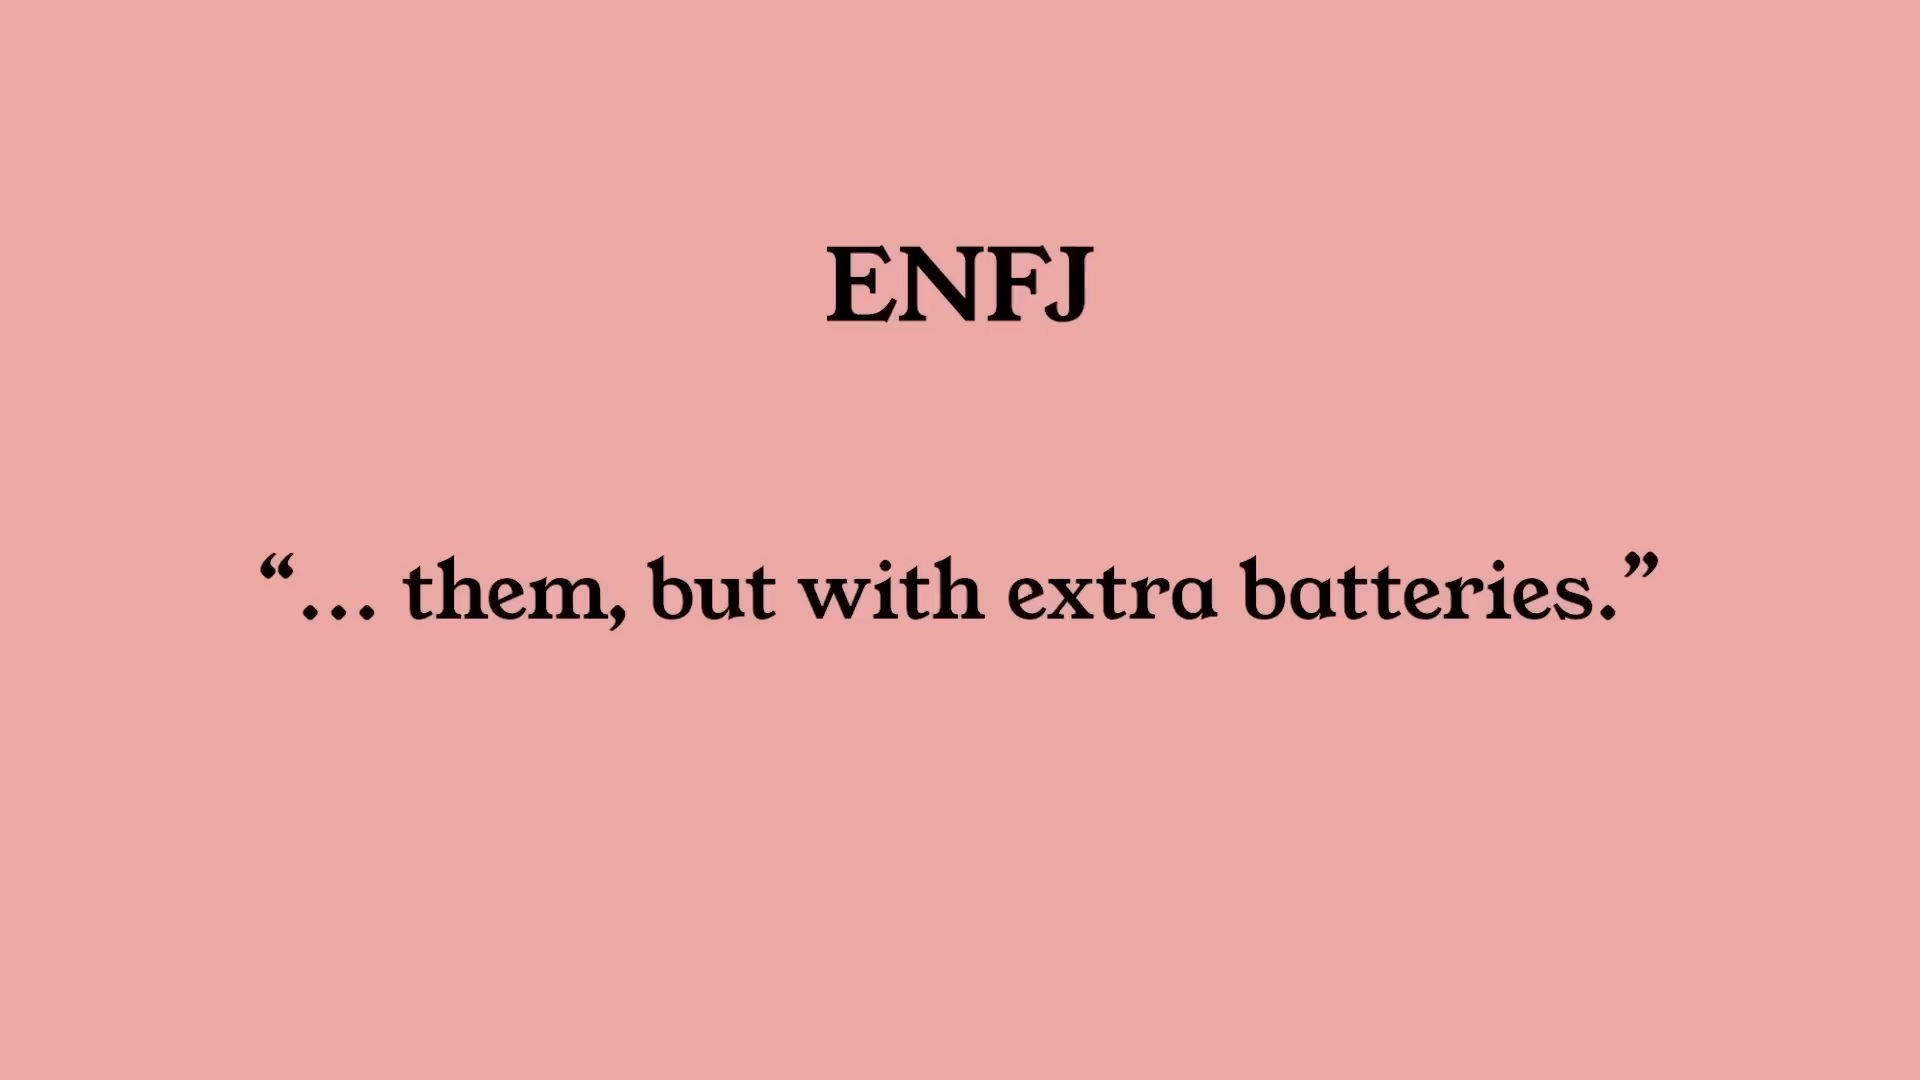 ENFJ
“... them, but with extra batteries.”